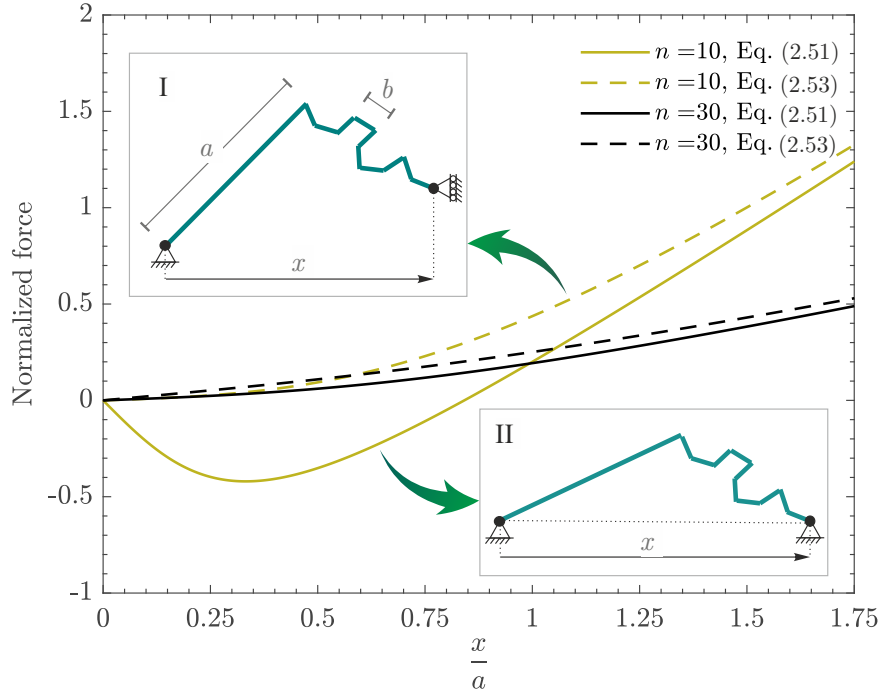 2
1.5
1
0.5
0
-0.5
-1
Normalized force
n =10, Eq. (2.51)
n =10, Eq. (2.53)
n =30, Eq. (2.51)
n =30, Eq. (2.53)
I
a
b
x
II
x
0
0.25
0.5
0.75
1
1.25
1.5
1.75
x
a